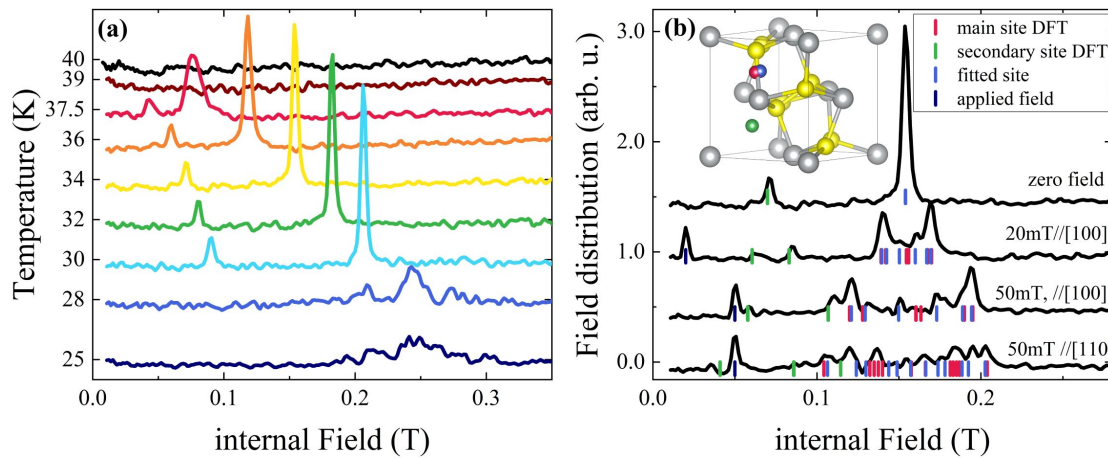 (a)
Temperature (K)
40
39
37.5
36
34
32
30
28
25
0.0 0.1 0.2 0.3
internal Field (T)
(b)
Field distribution (arb. u.)
3.0
2.0
1.0
0.0
main site DFT
secondary site DFT
fitted site
applied field
zero field
20mT//[100]
50mT, //[100]
50mT //[110
0.0 0.1 0.2
internal Field (T)